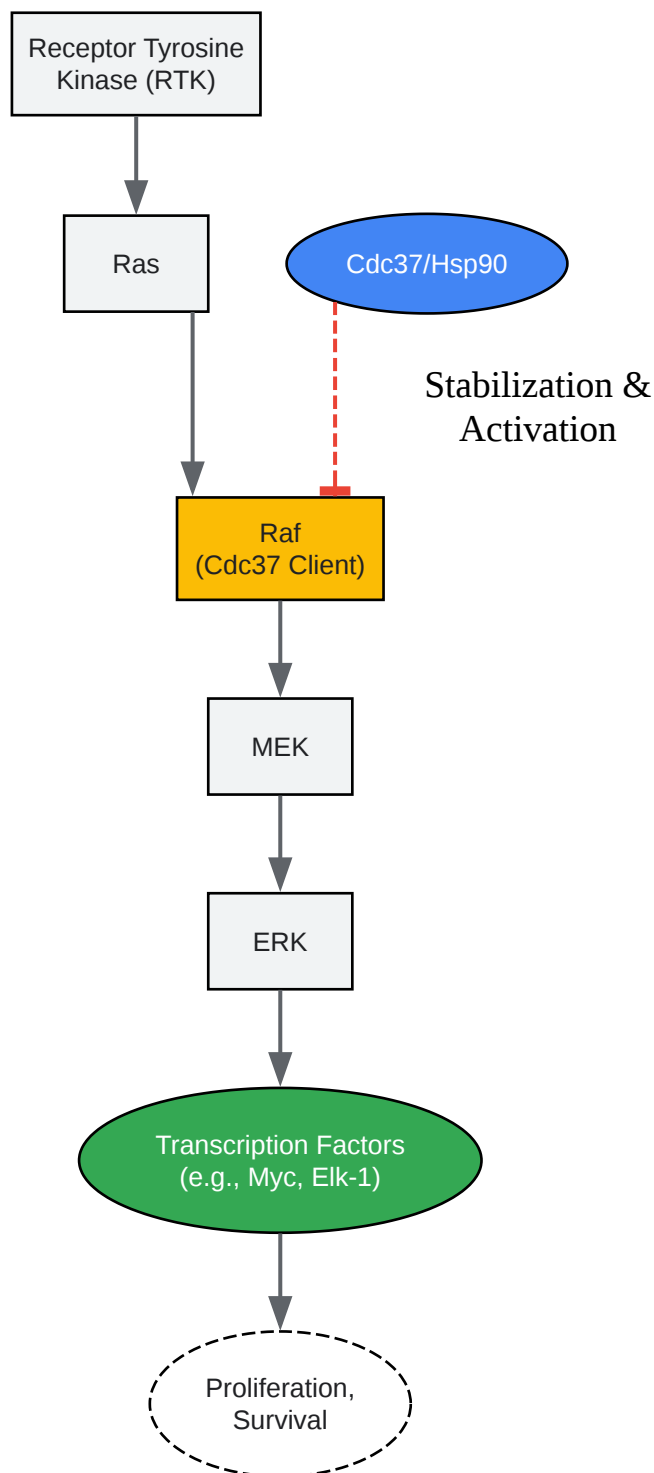 Receptor Tyrosine
Kinase (RTK)
Ras
Cdc37/Hsp90
Stabilization &
Activation
Raf
(Cdc37 Client)
MEK
ERK
Transcription Factors
(e.g., Myc, Elk-1)
Proliferation,
Survival